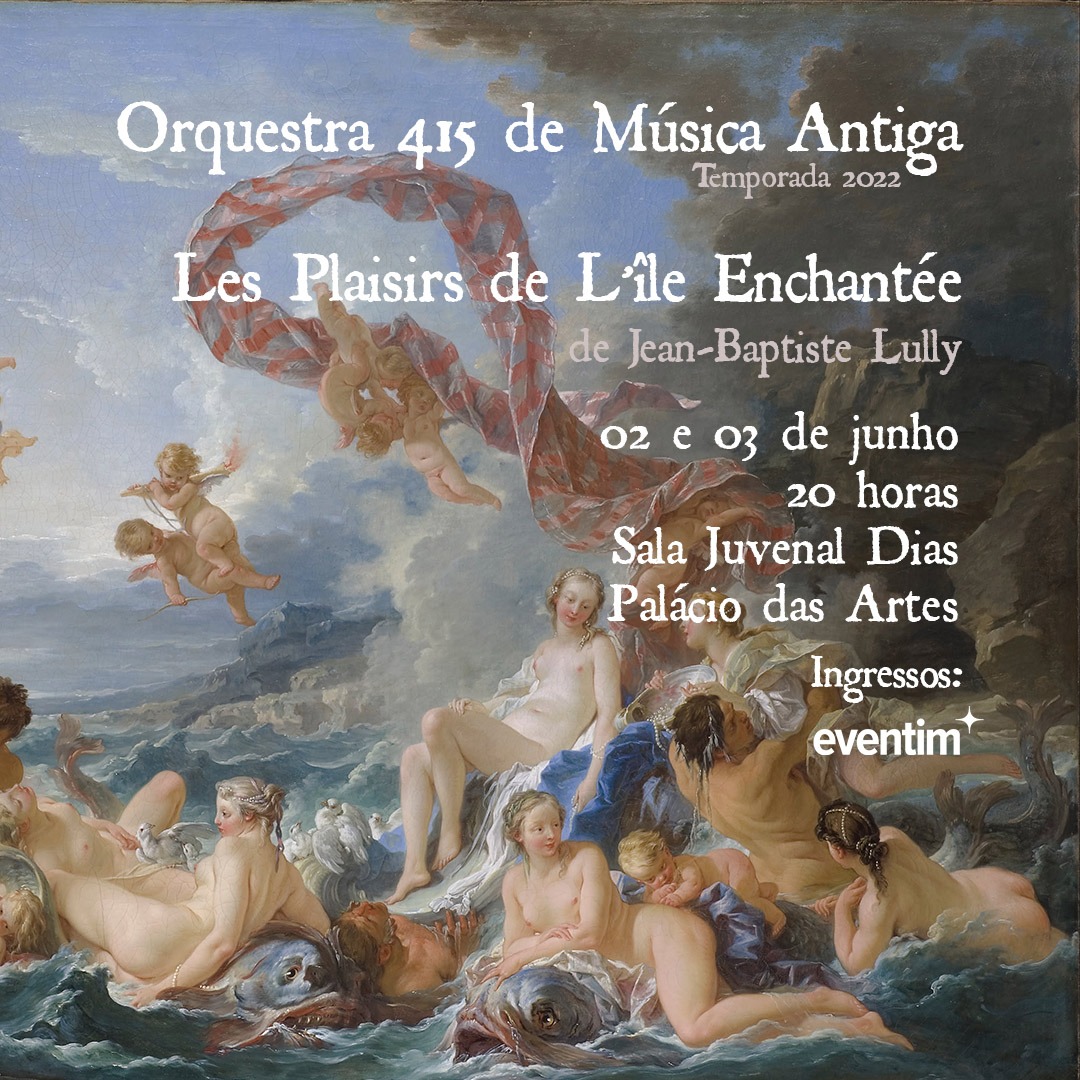 Orquestra 415 de Música Antiga
Temporada 2022
Les Plaisirs de L'île Enchantée
de Jean-Baptiste Lully
02 e 03 de junho
20 horas
Sala Juvenal Dias
Palácio das Artes
Ingressos:
eventim